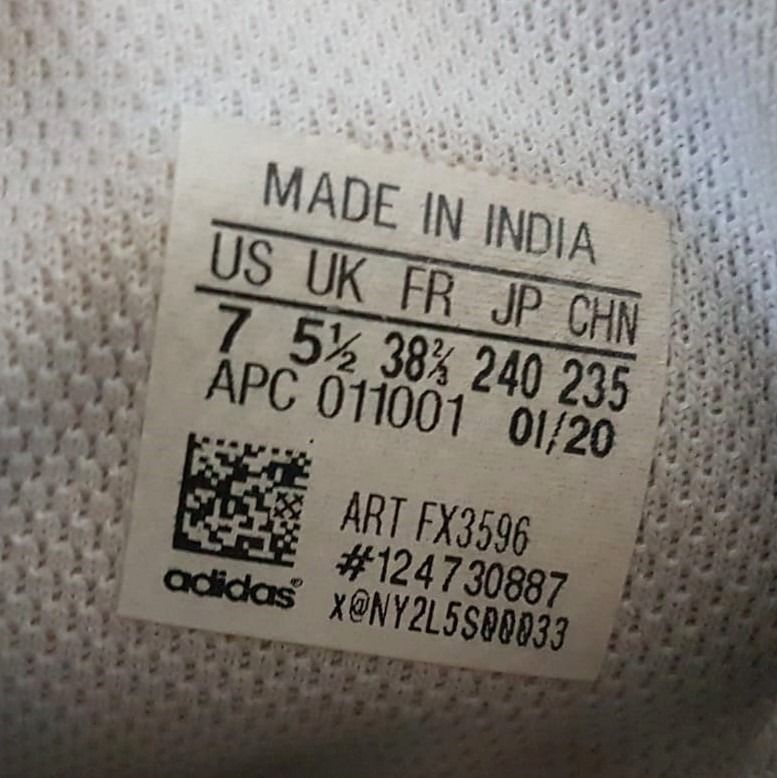 MADE IN INDIA
US UK FR JP CHN
7 5½ 38⅔ 240 235
APC 011001 01/20
ART FX3596
#124730887
adidas®
x@NY2L5S00033